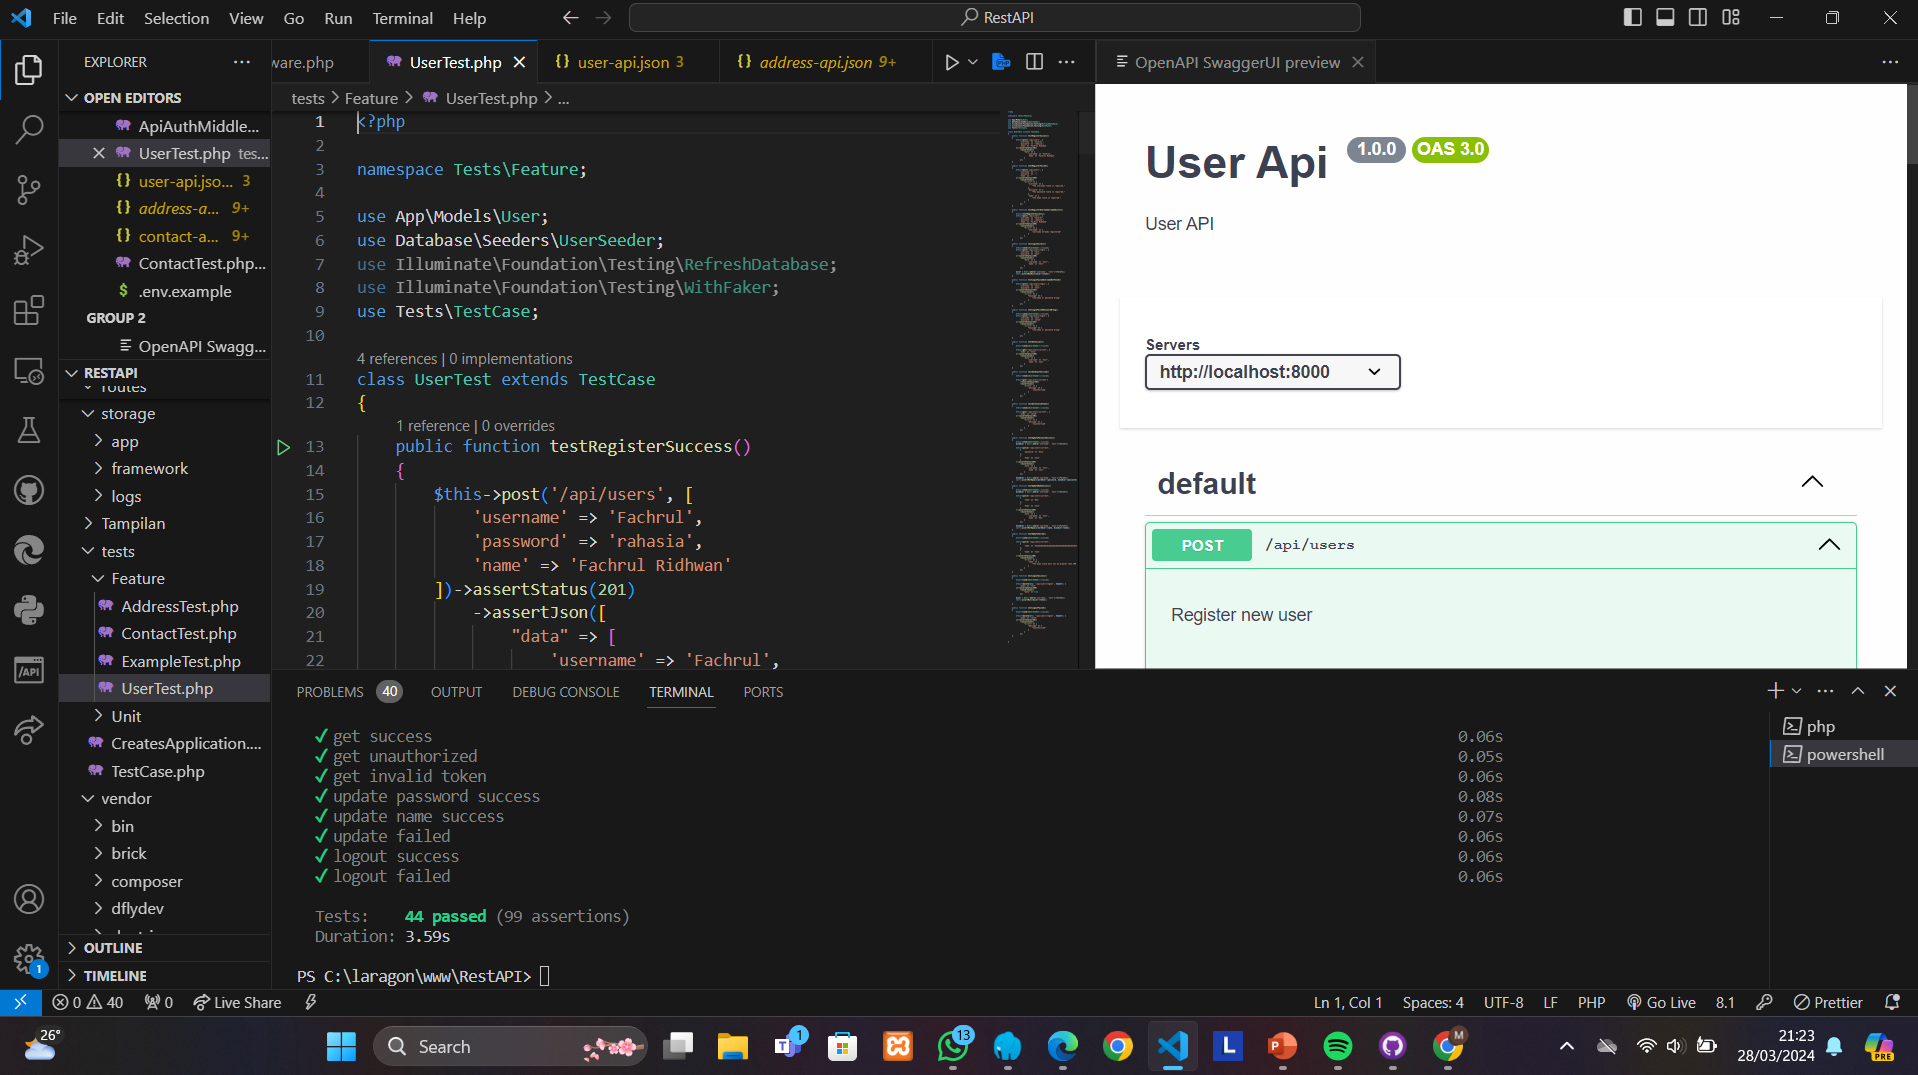 File Edit Selection View Go Run Terminal Help
RestAPI
EXPLORER
OPEN EDITORS
ApiAuthMiddle...
UserTest.php tes...
user-api.jso... 3
address-a... 9+
contact-a... 9+
ContactTest.php...
.env.example
GROUP 2
OpenAPI Swagg...
RESTAPI
routes
storage
app
framework
logs
Tampilan
tests
Feature
AddressTest.php
ContactTest.php
ExampleTest.php
UserTest.php
Unit
CreatesApplication....
TestCase.php
vendor
bin
brick
composer
dflydev
OUTLINE
TIMELINE
ware.php
UserTest.php
user-api.json 3
address-api.json 9+
tests > Feature > UserTest.php > ...
1 <?php
2
3 namespace Tests\Feature;
4
5 use App\Models\User;
6 use Database\Seeders\UserSeeder;
7 use Illuminate\Foundation\Testing\RefreshDatabase;
8 use Illuminate\Foundation\Testing\WithFaker;
9 use Tests\TestCase;
10
4 references | 0 implementations
11 class UserTest extends TestCase
12 {
1 reference | 0 overrides
13 public function testRegisterSuccess()
14 {
15 $this->post('/api/users', [
16 'username' => 'Fachrul',
17 'password' => 'rahasia',
18 'name' => 'Fachrul Ridhwan'
19 ])->assertStatus(201)
20 ->assertJson([
21 "data" => [
22 'username' => 'Fachrul',
OpenAPI SwaggerUI preview
User Api 1.0.0 OAS 3.0
User API
Servers
http://localhost:8000
default
POST /api/users
Register new user
PROBLEMS 40 OUTPUT DEBUG CONSOLE TERMINAL PORTS
✓ get success 0.06s
✓ get unauthorized 0.05s
✓ get invalid token 0.06s
✓ update password success 0.08s
✓ update name success 0.07s
✓ update failed 0.06s
✓ logout success 0.06s
✓ logout failed 0.06s
Tests: 44 passed (99 assertions)
Duration: 3.59s
PS C:\laragon\www\RestAPI>
php
powershell
1
0 40 0 Live Share
Ln 1, Col 1 Spaces: 4 UTF-8 LF PHP Go Live 8.1 Prettier
26°
Search
1
13
L
P
M
PRE
21:23
28/03/2024